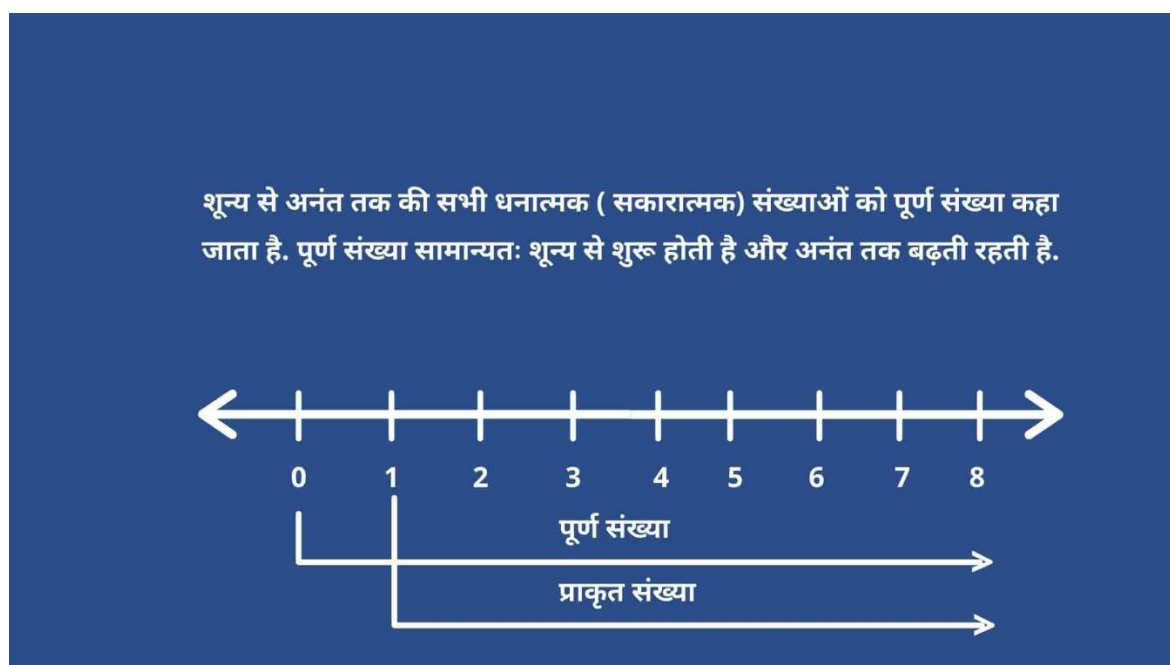 शून्य से अनंत तक की सभी धनात्मक ( सकारात्मक) संख्याओं को पूर्ण संख्या कहा
जाता है. पूर्ण संख्या सामान्यतः शून्य से शुरू होती है और अनंत तक बढ़ती रहती है.
0 1 2 3 4 5 6 7 8
पूर्ण संख्या
प्राकृत संख्या